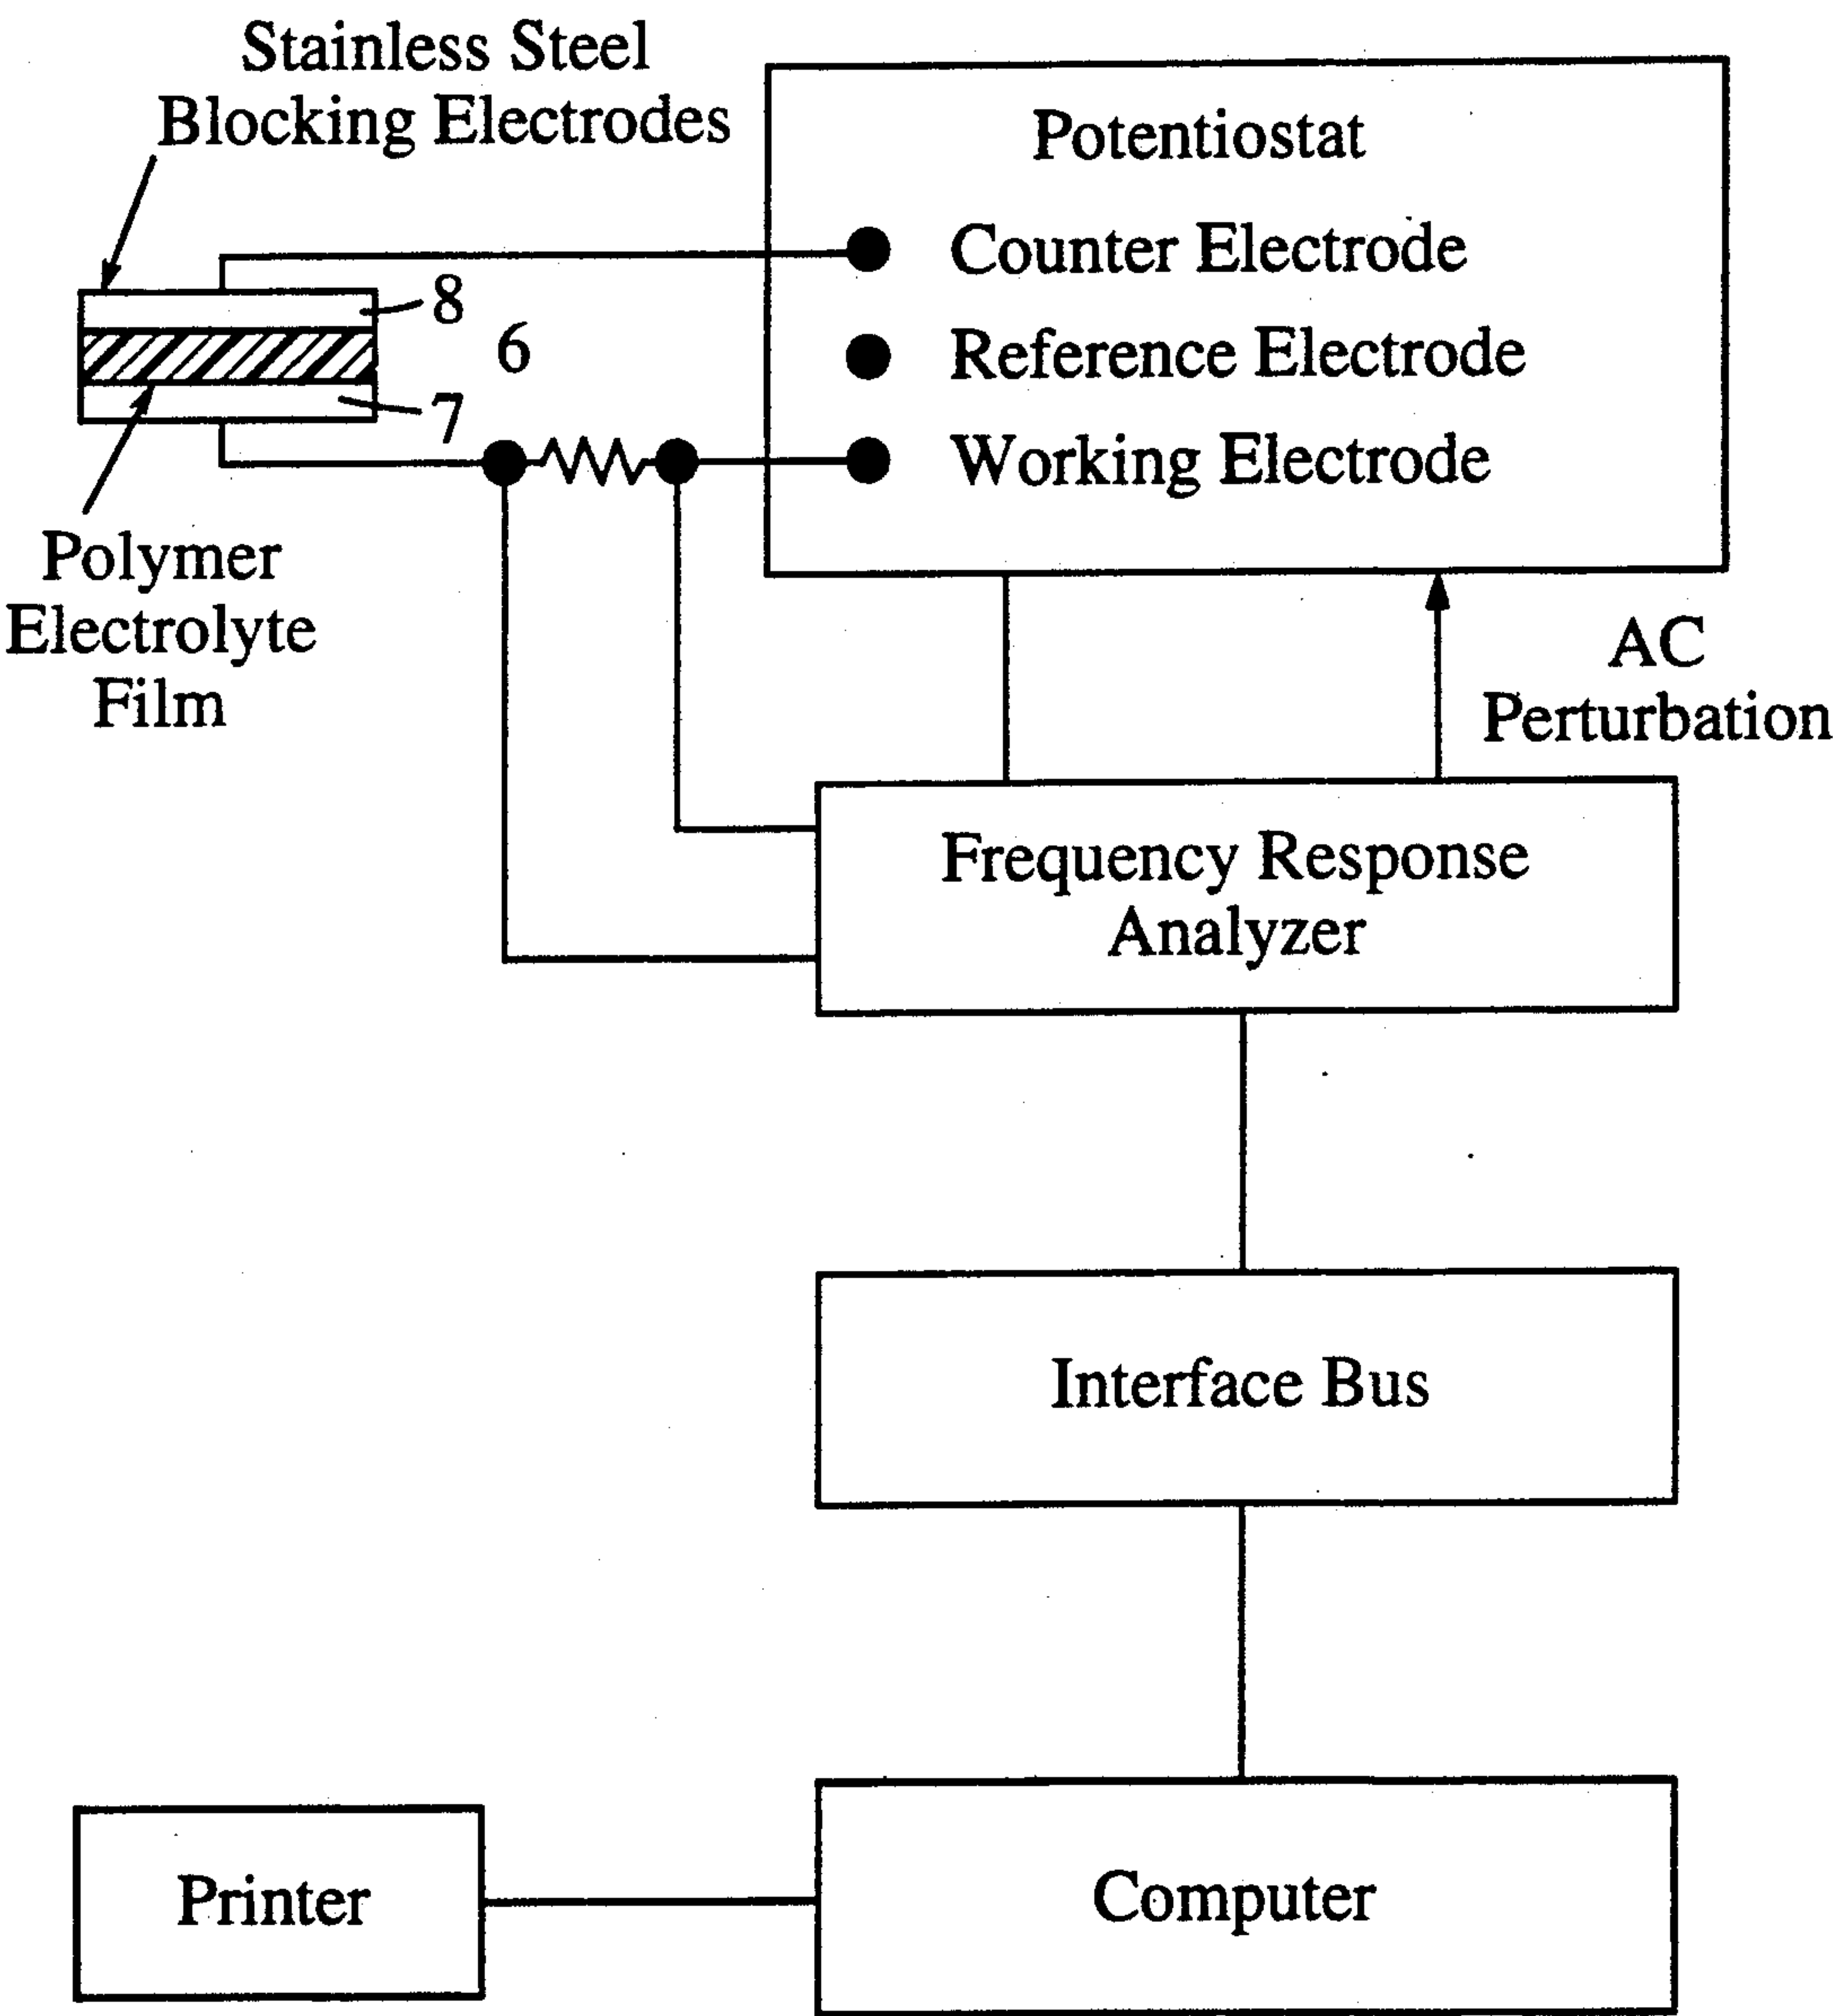 Stainless Steel
Blocking Electrodes
Potentiostat
Counter Electrode
8
6
Reference Electrode
7
Working Electrode
Polymer
Electrolyte
Film
AC
Perturbation
Frequency Response
Analyzer
Interface Bus
Printer
Computer